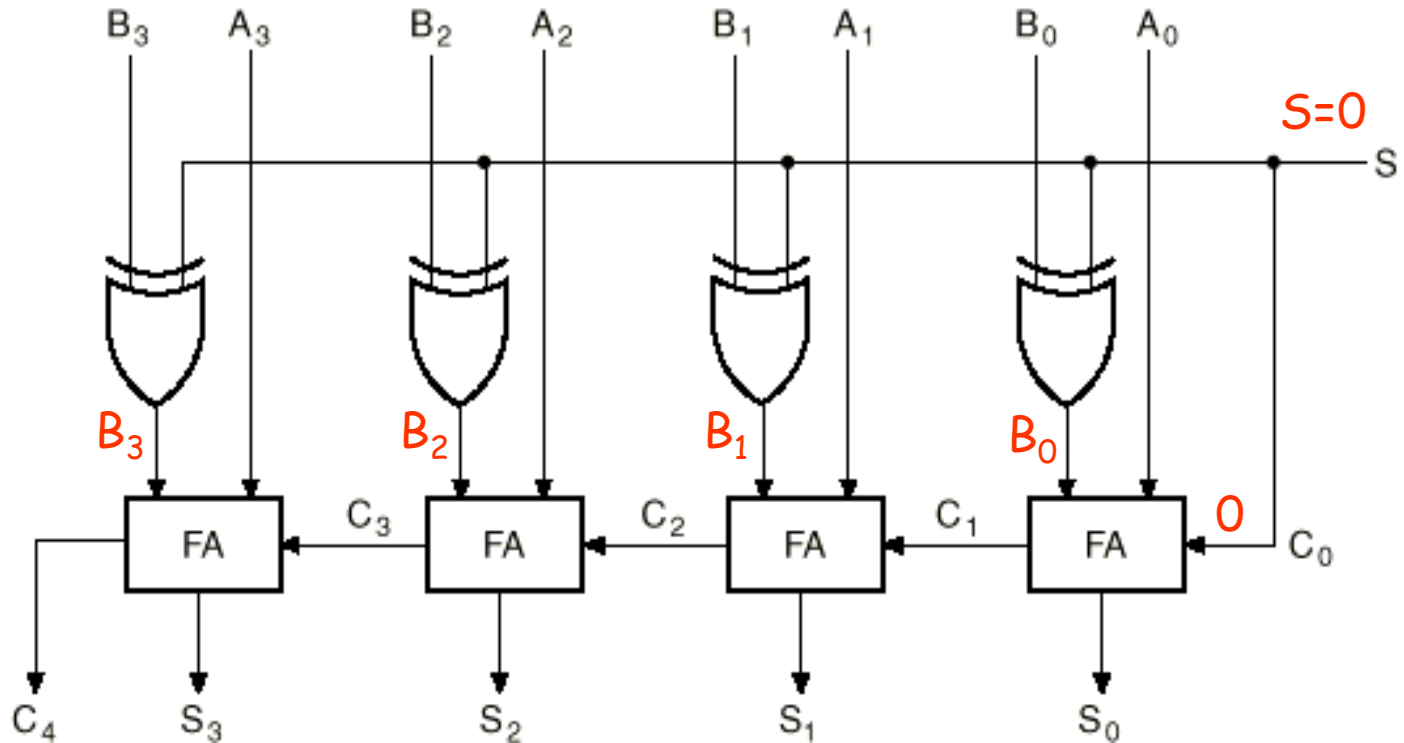 B₃ A₃ B₂ A₂ B₁ A₁ B₀ A₀
S=0
S
B₃ B₂ B₁ B₀
C₃ C₂ C₁ 0
FA FA FA FA C₀
C₄ S₃ S₂ S₁ S₀